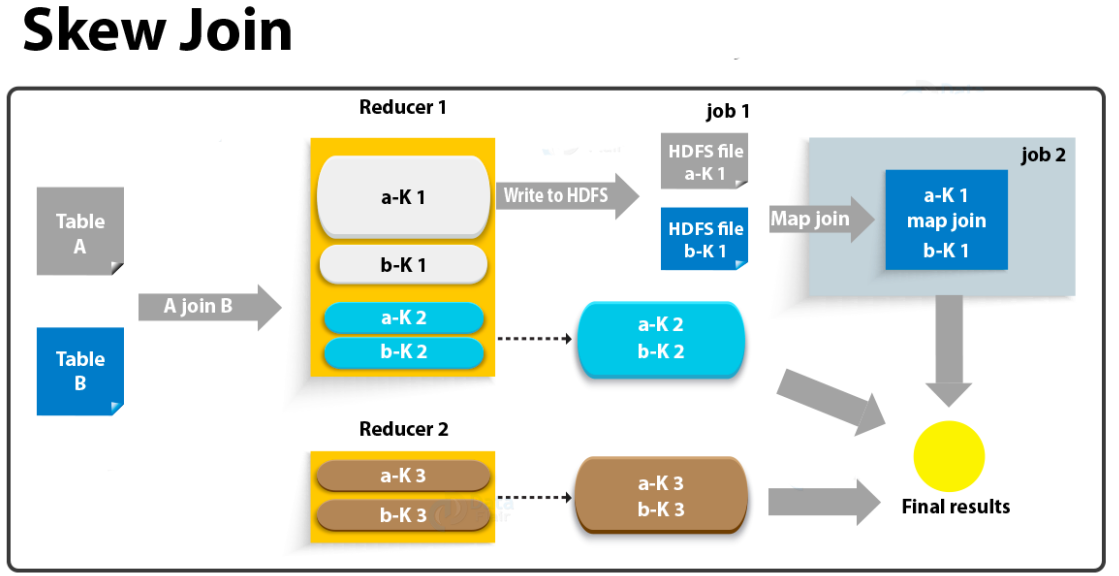 Skew Join
Reducer 1
job 1
job 2
Table
A
Table
B
A join B
a-K 1
b-K 1
a-K 2
b-K 2
Write to HDFS
HDFS file
a-K 1
HDFS file
b-K 1
Map join
a-K 1
map join
b-K 1
a-K 2
b-K 2
Reducer 2
a-K 3
b-K 3
a-K 3
b-K 3
Final results